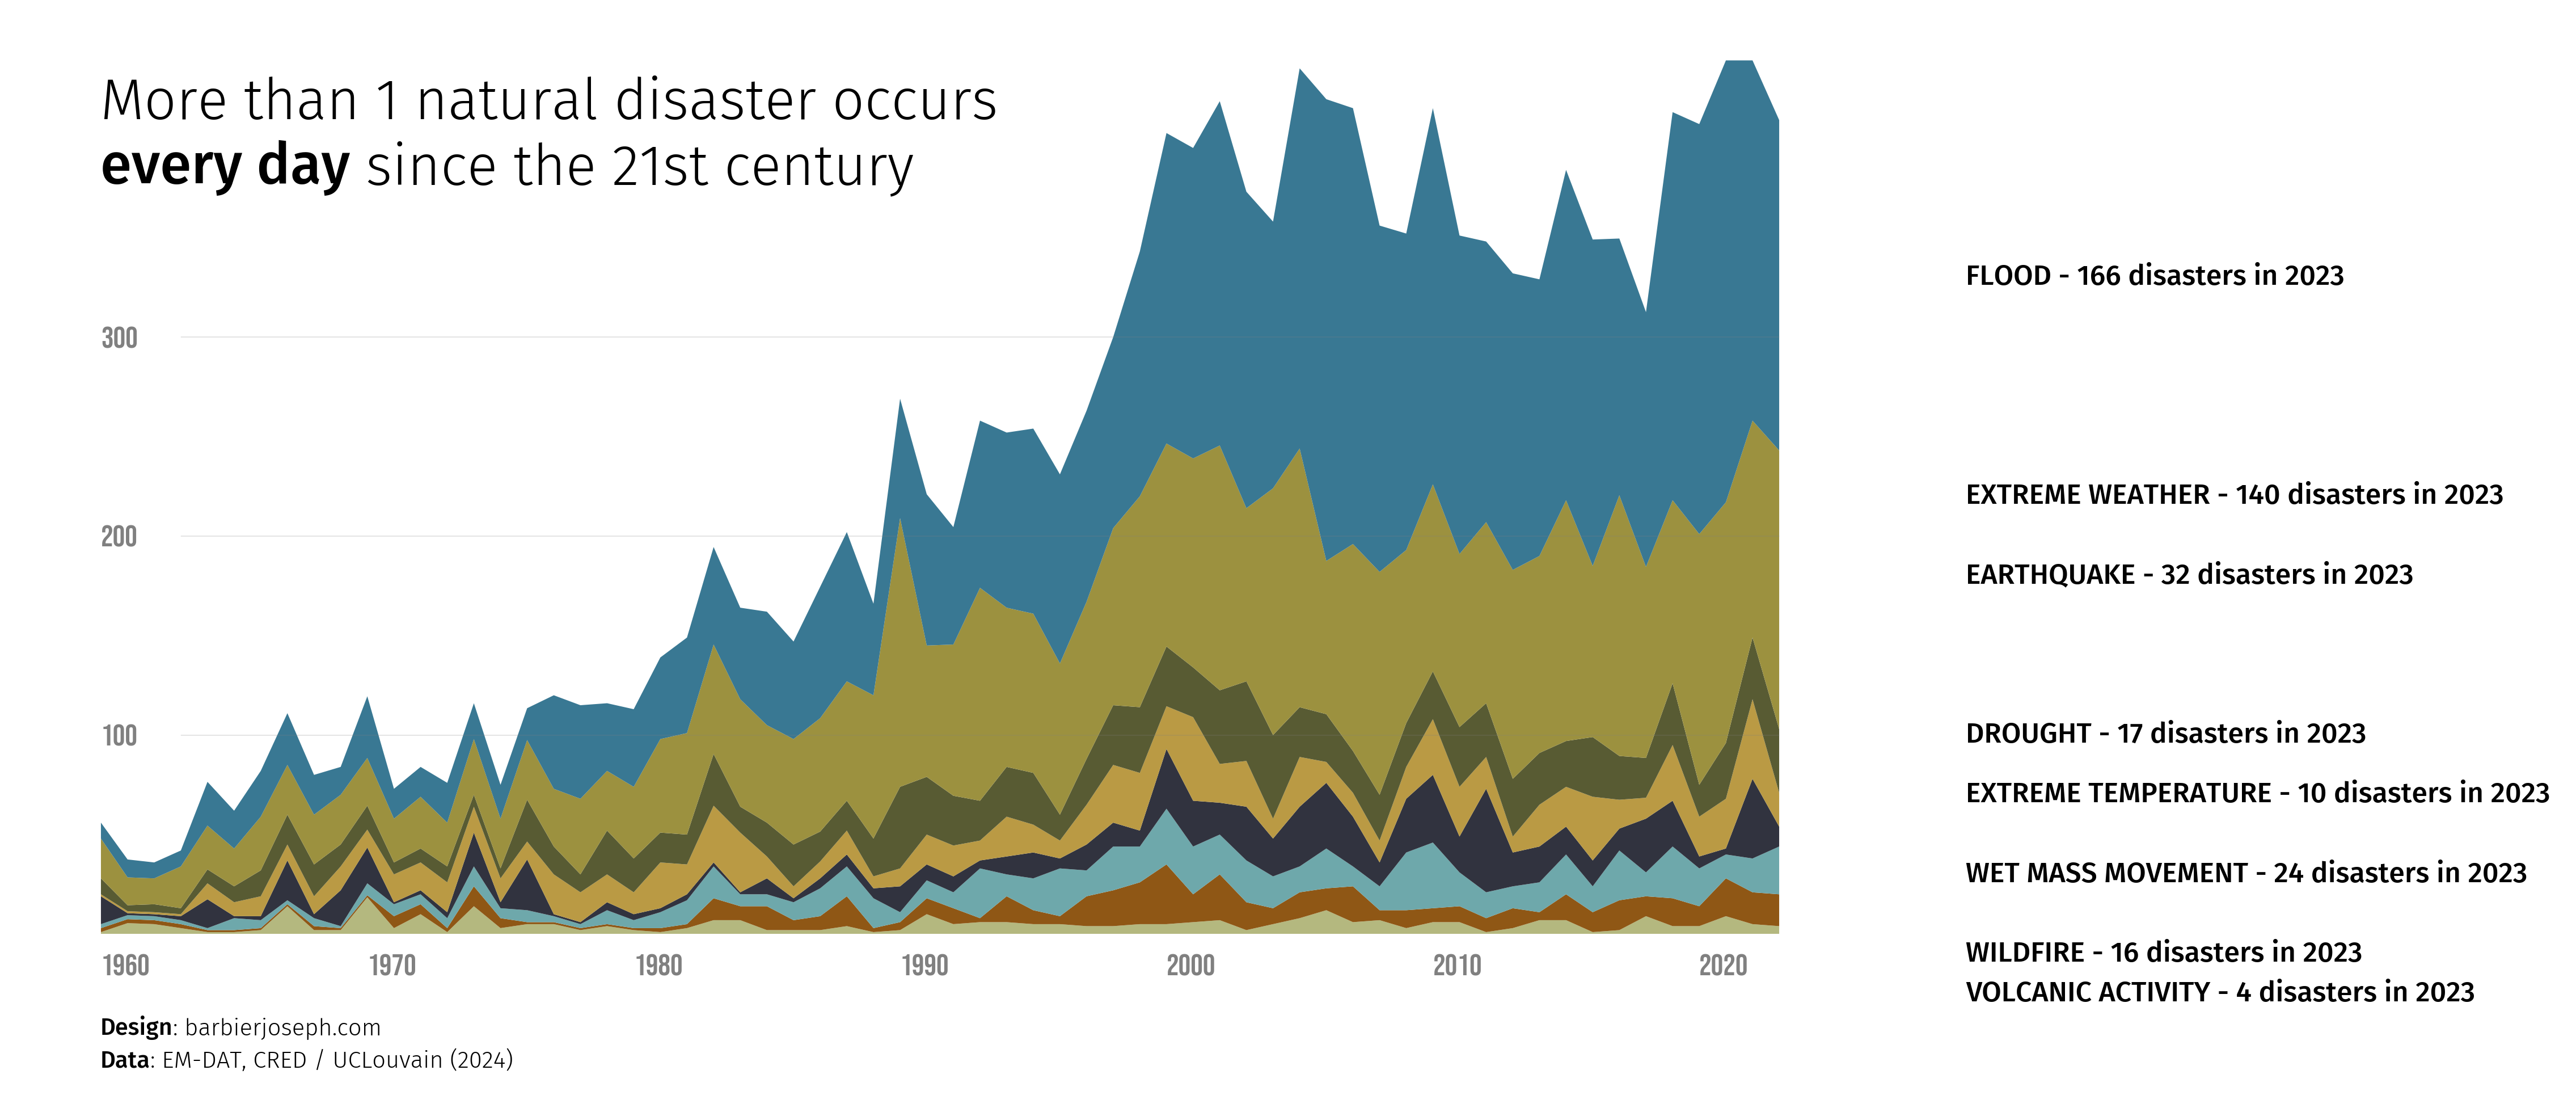 More than 1 natural disaster occurs
every day since the 21st century
FLOOD - 166 disasters in 2023
300
EXTREME WEATHER - 140 disasters in 2023
200
EARTHQUAKE - 32 disasters in 2023
100
DROUGHT - 17 disasters in 2023
EXTREME TEMPERATURE - 10 disasters in 2023
WET MASS MOVEMENT - 24 disasters in 2023
WILDFIRE - 16 disasters in 2023
1960 1970 1980 1990 2000 2010 2020
VOLCANIC ACTIVITY - 4 disasters in 2023
Design: barbierjoseph.com
Data: EM-DAT, CRED / UCLouvain (2024)